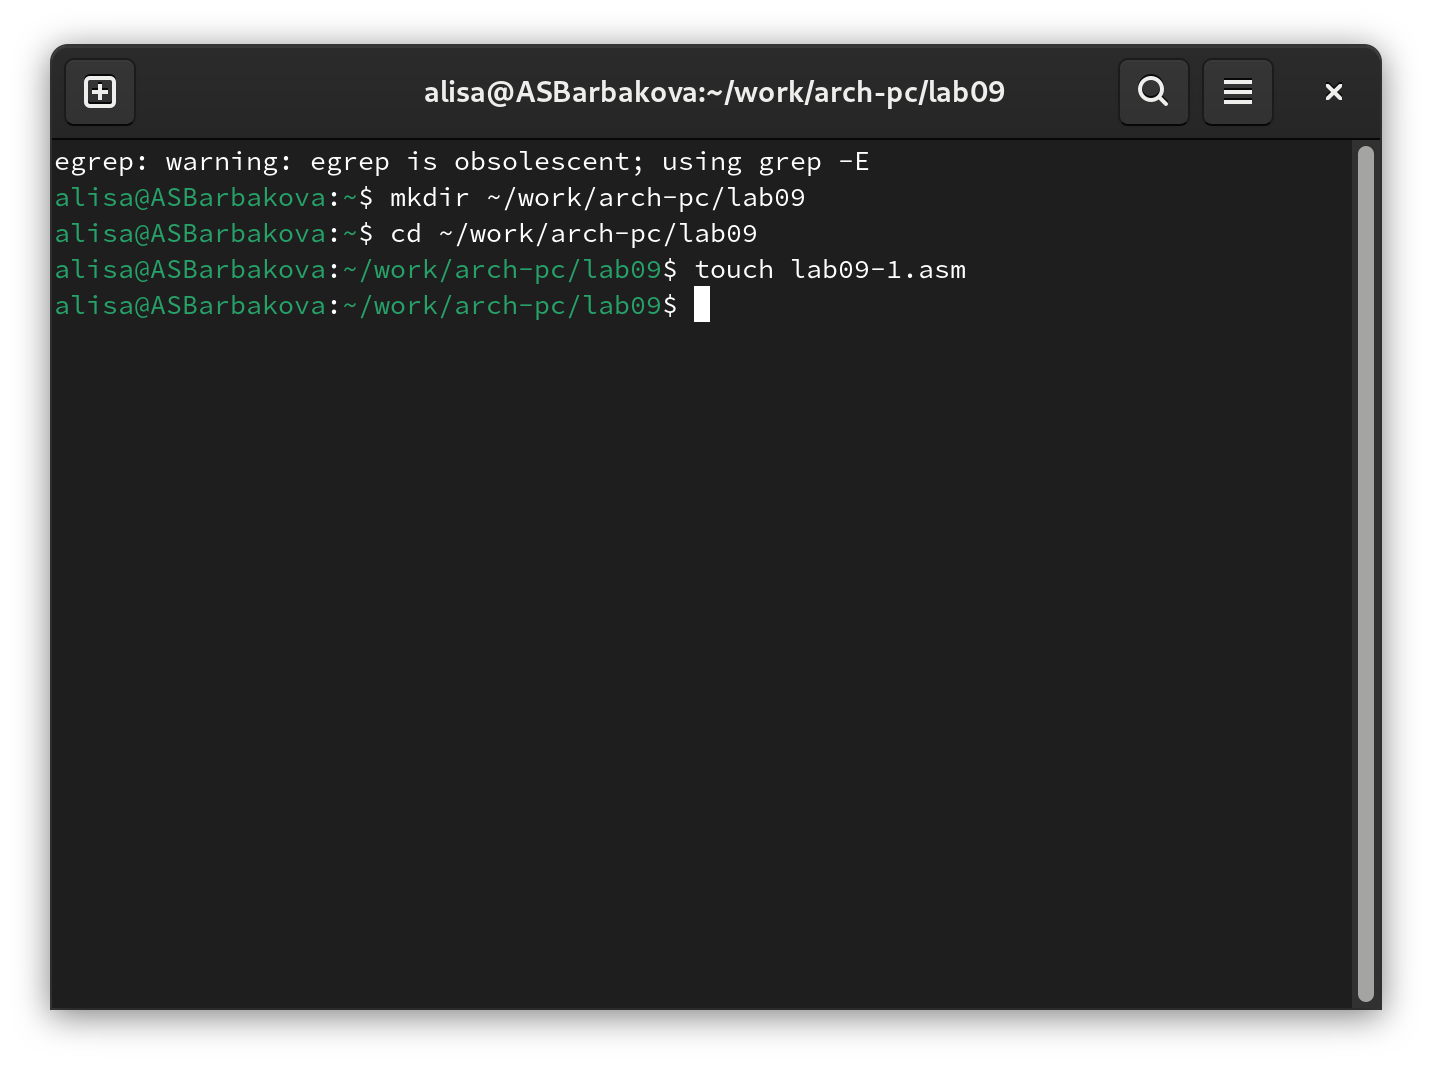 alisa@ASBarbakova:~/work/arch-pc/lab09
egrep: warning: egrep is obsolescent; using grep -E
alisa@ASBarbakova:~$ mkdir ~/work/arch-pc/lab09
alisa@ASBarbakova:~$ cd ~/work/arch-pc/lab09
alisa@ASBarbakova:~/work/arch-pc/lab09$ touch lab09-1.asm
alisa@ASBarbakova:~/work/arch-pc/lab09$